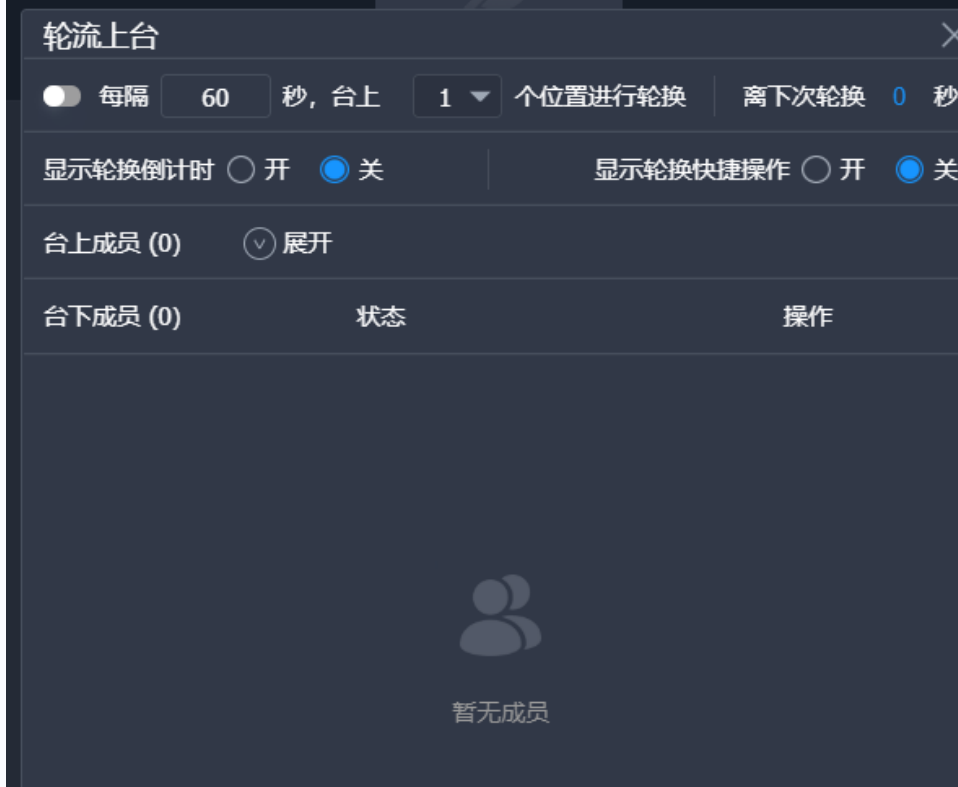 轮流上台
每隔 60 秒，台上 1 个位置进行轮换 离下次轮换 0 秒
显示轮换倒计时 开 关 显示轮换快捷操作 开 关
台上成员 (0) 展开
台下成员 (0) 状态 操作
暂无成员